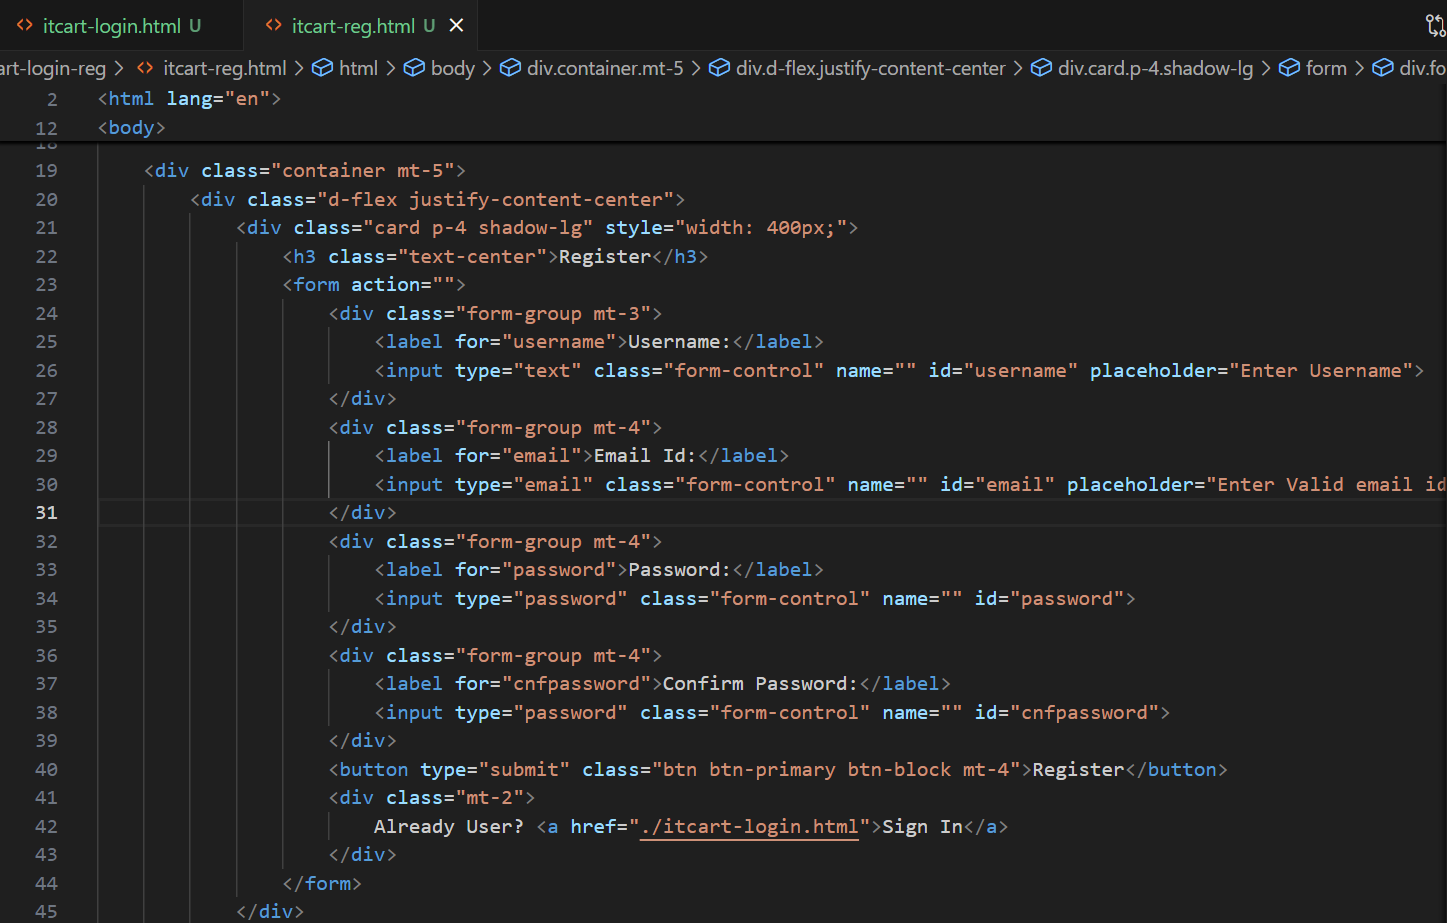 itcart-login.html U
itcart-reg.html U
art-login-reg > itcart-reg.html > html > body > div.container.mt-5 > div.d-flex.justify-content-center > div.card.p-4.shadow-lg > form > div.fo
2 <html lang="en">
12 <body>
18
19 <div class="container mt-5">
20 <div class="d-flex justify-content-center">
21 <div class="card p-4 shadow-lg" style="width: 400px;">
22 <h3 class="text-center">Register</h3>
23 <form action="">
24 <div class="form-group mt-3">
25 <label for="username">Username:</label>
26 <input type="text" class="form-control" name="" id="username" placeholder="Enter Username">
27 </div>
28 <div class="form-group mt-4">
29 <label for="email">Email Id:</label>
30 <input type="email" class="form-control" name="" id="email" placeholder="Enter Valid email id
31 </div>
32 <div class="form-group mt-4">
33 <label for="password">Password:</label>
34 <input type="password" class="form-control" name="" id="password">
35 </div>
36 <div class="form-group mt-4">
37 <label for="cnfpassword">Confirm Password:</label>
38 <input type="password" class="form-control" name="" id="cnfpassword">
39 </div>
40 <button type="submit" class="btn btn-primary btn-block mt-4">Register</button>
41 <div class="mt-2">
42 Already User? <a href="./itcart-login.html">Sign In</a>
43 </div>
44 </form>
45 </div>